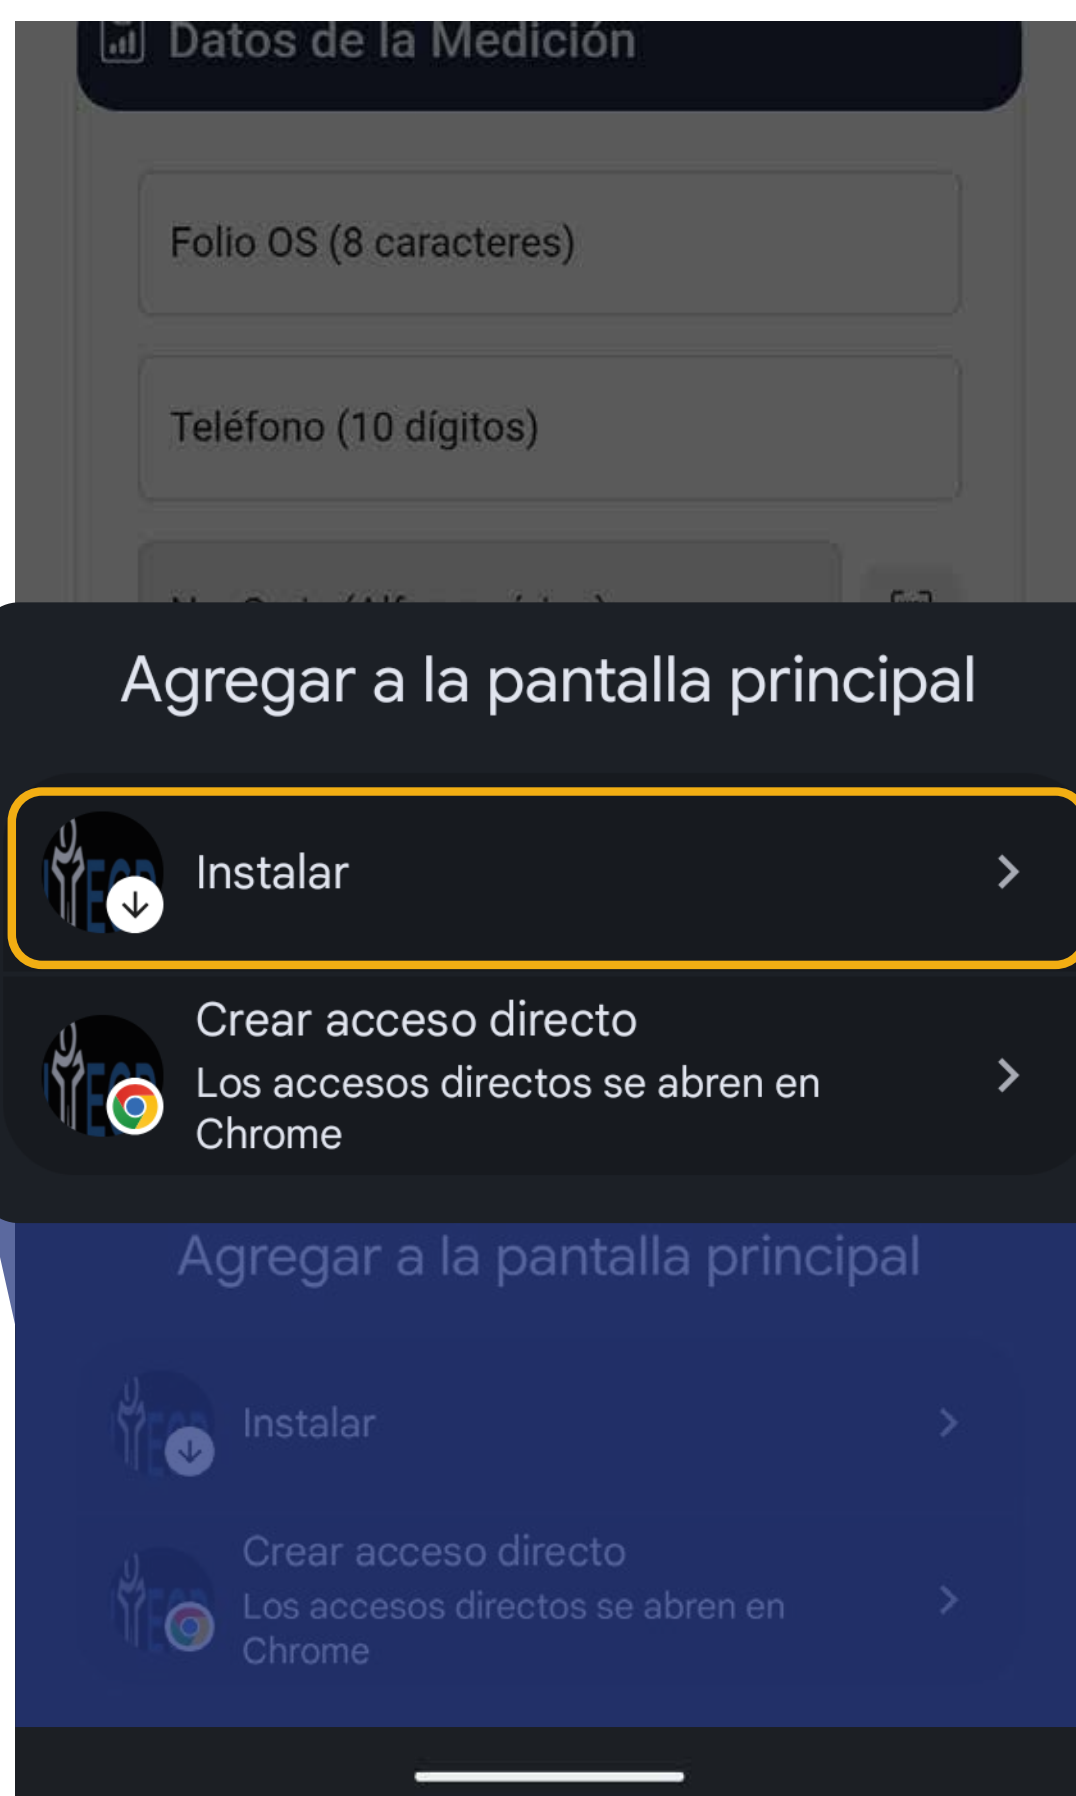 Datos de la Medición
Folio OS (8 caracteres)
Teléfono (10 dígitos)
Agregar a la pantalla principal
Instalar
Crear acceso directo
Los accesos directos se abren en
Chrome
Agregar a la pantalla principal
Instalar
Crear acceso directo
Los accesos directos se abren en
Chrome